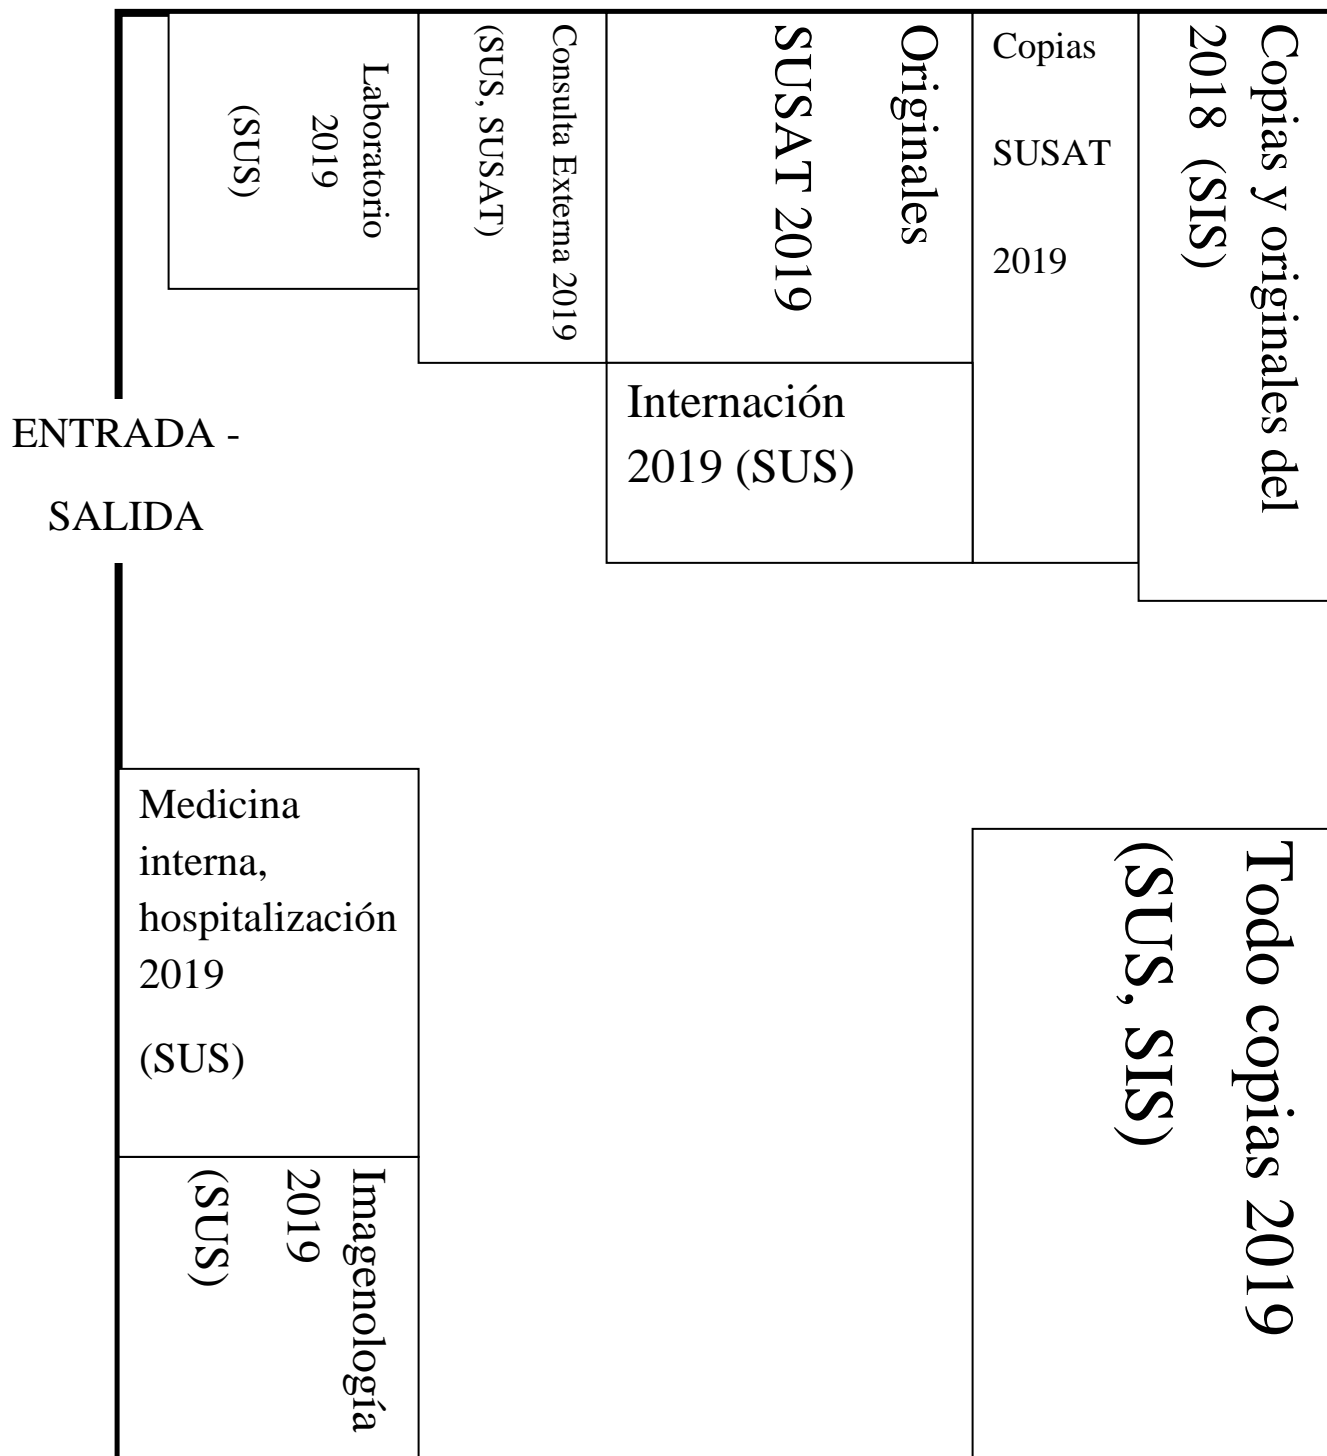 Laboratorio
2019
(SUS)
Consulta Externa 2019
(SUS, SUSAT)
Originales
SUSAT 2019
Copias
SUSAT
2019
Copias y originales del
2018 (SIS)
Internación
2019 (SUS)
ENTRADA -
SALIDA
Medicina
interna,
hospitalización
2019
(SUS)
Todo copias 2019
(SUS, SIS)
Imagenología
2019
(SUS)